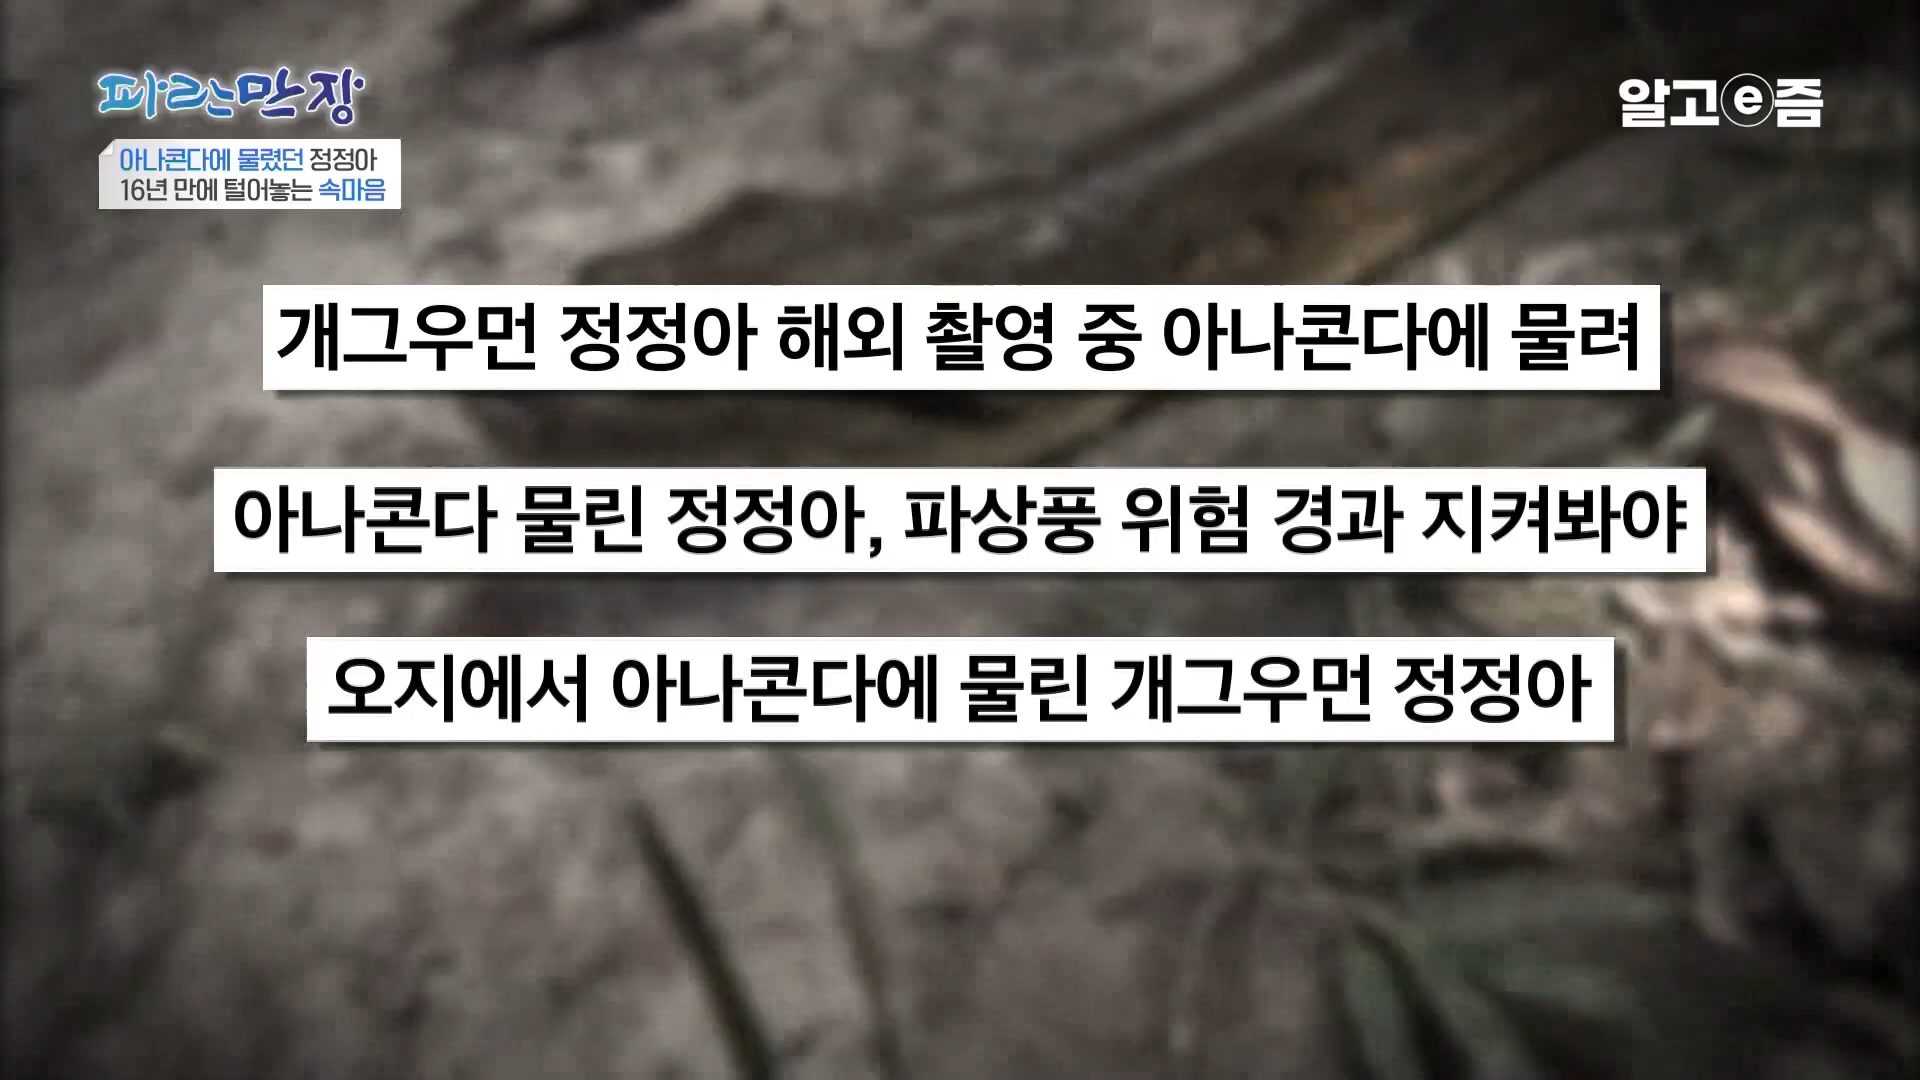 파란만장
알고e즘
아나콘다에 물렸던 정정아
16년 만에 털어놓는 속마음
개그우먼 정정아 해외 촬영 중 아나콘다에 물려
아나콘다 물린 정정아, 파상풍 위험 경과 지켜봐야
오지에서 아나콘다에 물린 개그우먼 정정아